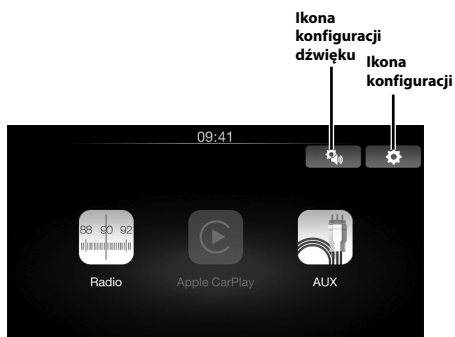 Ikona
konfiguracji
dźwięku
Ikona
konfiguracji
09:41
88 90 92
Radio
Apple CarPlay
AUX